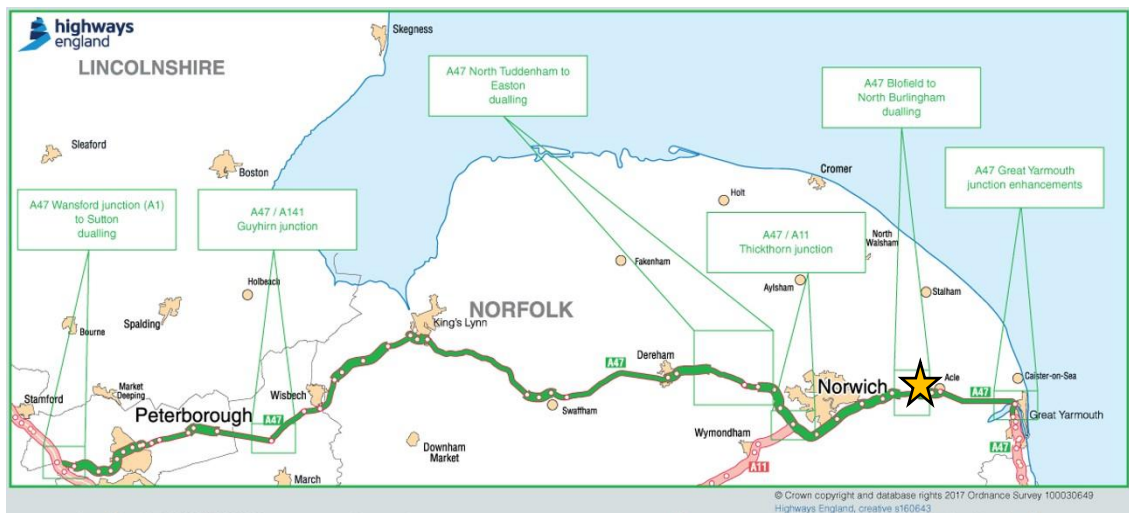 highways
england
Skegness
LINCOLNSHIRE
A47 North Tuddenham to
Easton
dualling
A47 Blofield to
North Burlingham
dualling
Sleaford
Boston
Cromer
A47 Great Yarmouth
junction enhancements
Holt
A47 Wansford junction (A1)
to Sutton
dualling
A47 / A141
Guyhirn junction
A47 / A11
Thickthorn junction
North
Walsham
Fakenham
Aylsham
Holbeach
Stalham
Spalding
NORFOLK
Bourne
King's Lynn
Dereham
A47
Market
Deeping
Wisbech
Norwich
Acle
Caister-on-Sea
Stamford
A47
Peterborough
A47
Swaffham
Great Yarmouth
Wymondham
Downham
Market
A47
March
A11
© Crown copyright and database rights 2017 Ordnance Survey 100030649
Highways England, creative s160643